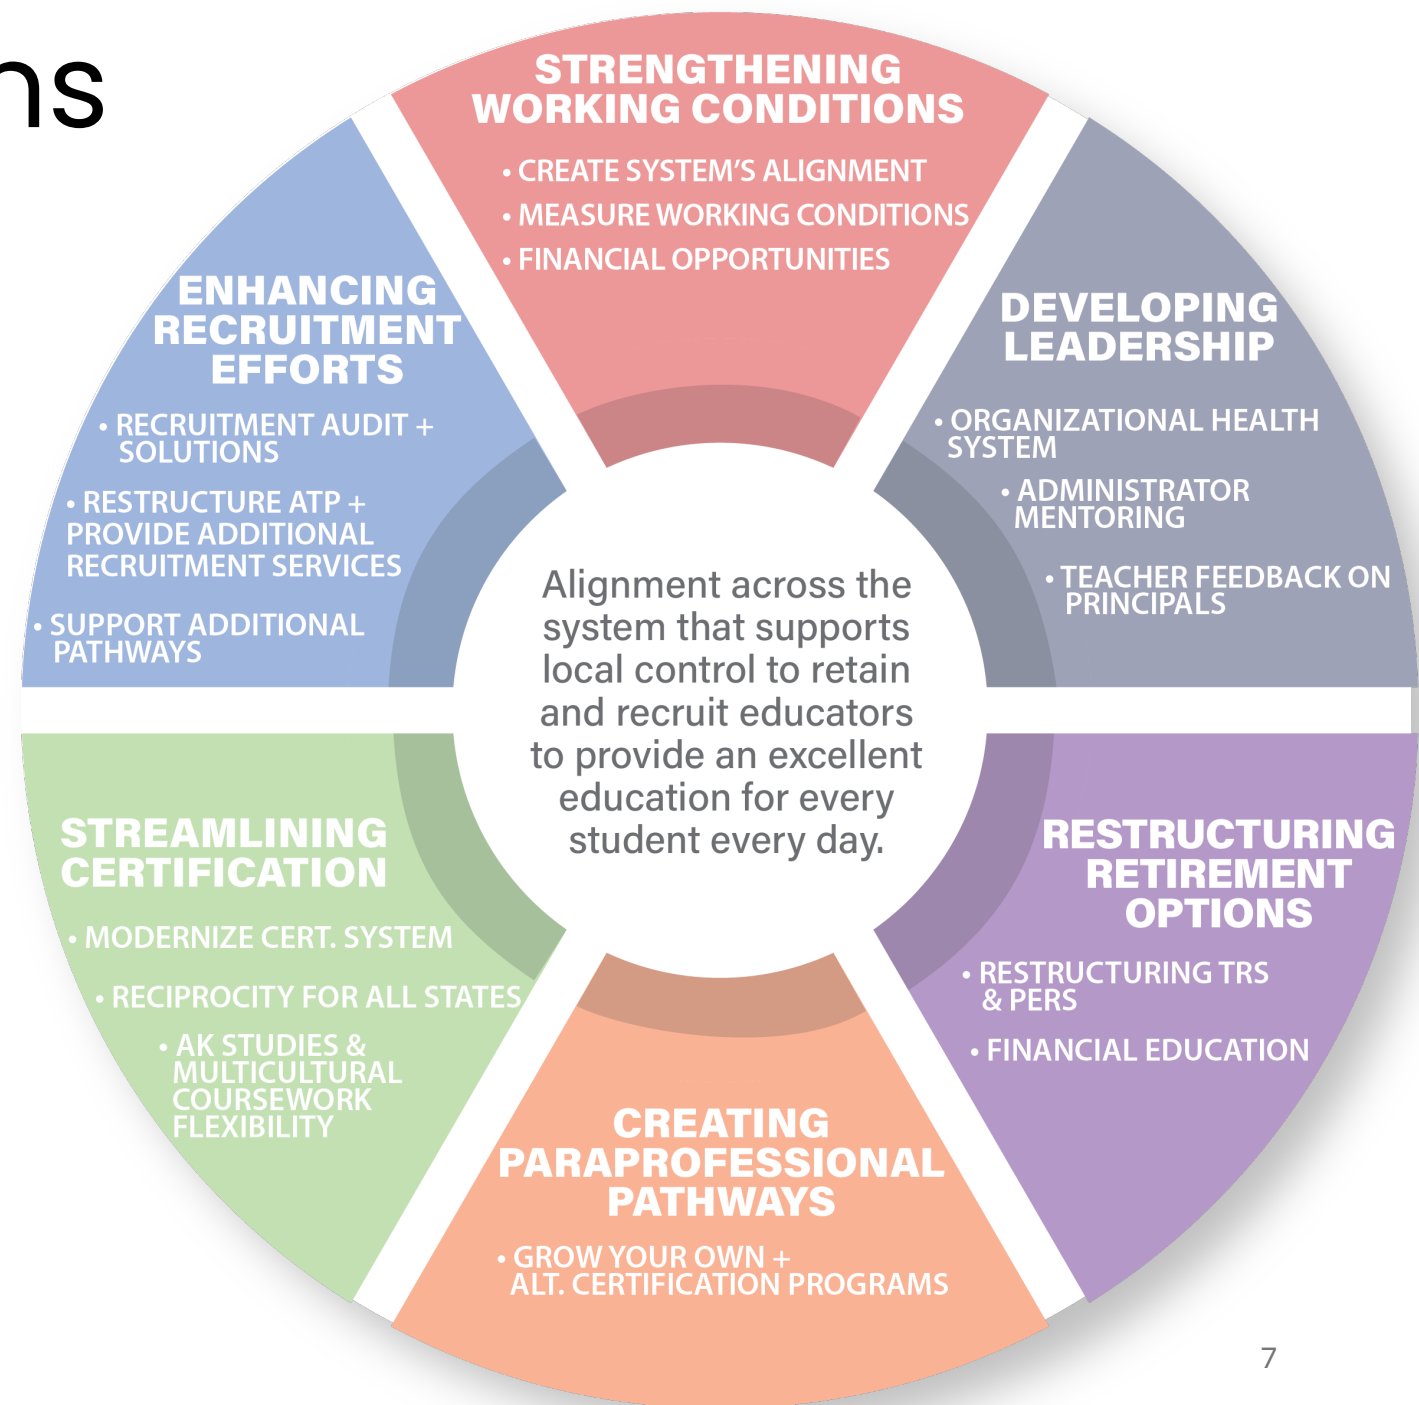 ns
STRENGTHENING
WORKING CONDITIONS
• CREATE SYSTEM'S ALIGNMENT
• MEASURE WORKING CONDITIONS
• FINANCIAL OPPORTUNITIES
DEVELOPING
LEADERSHIP
• ORGANIZATIONAL HEALTH
SYSTEM
• ADMINISTRATOR
MENTORING
• TEACHER FEEDBACK ON
PRINCIPALS
RESTRUCTURING
RETIREMENT
OPTIONS
• RESTRUCTURING TRS
& PERS
• FINANCIAL EDUCATION
CREATING
PARAPROFESSIONAL
PATHWAYS
• GROW YOUR OWN +
ALT. CERTIFICATION PROGRAMS
STREAMLINING
CERTIFICATION
• MODERNIZE CERT. SYSTEM
• RECIPROCITY FOR ALL STATES
• AK STUDIES &
MULTICULTURAL
COURSEWORK
FLEXIBILITY
ENHANCING
RECRUITMENT
EFFORTS
• RECRUITMENT AUDIT +
SOLUTIONS
• RESTRUCTURE ATP +
PROVIDE ADDITIONAL
RECRUITMENT SERVICES
• SUPPORT ADDITIONAL
PATHWAYS
Alignment across the
system that supports
local control to retain
and recruit educators
to provide an excellent
education for every
student every day.
7